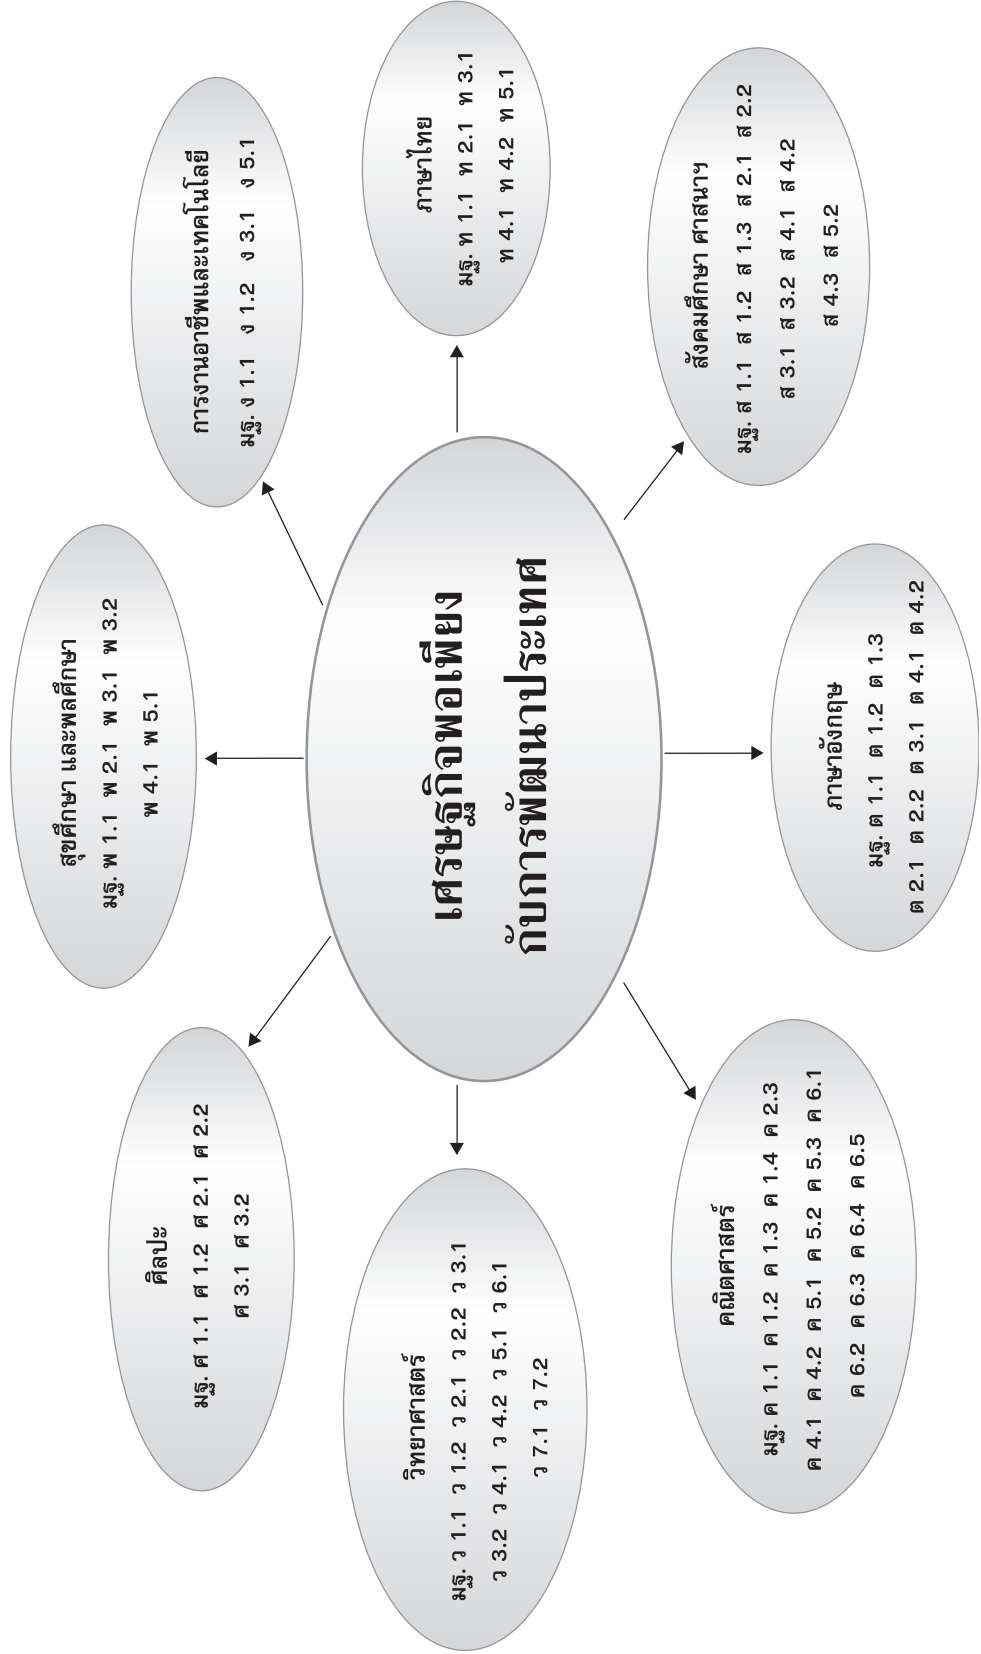 เศรษฐกิจพอเพียง
กับการพัฒนาประเทศ
สุขศึกษา และพลศึกษา
มฐ. พ 1.1 พ 2.1 พ 3.1 พ 3.2
พ 4.1 พ 5.1
การงานอาชีพและเทคโนโลยี
มฐ. ง 1.1 ง 1.2 ง 3.1 ง 5.1
ภาษาไทย
มฐ. ท 1.1 ท 2.1 ท 3.1
ท 4.1 ท 4.2 ท 5.1
สังคมศึกษา ศาสนาฯ
มฐ. ส 1.1 ส 1.2 ส 1.3 ส 2.1 ส 2.2
ส 3.1 ส 3.2 ส 4.1 ส 4.2
ส 4.3 ส 5.2
ภาษาอังกฤษ
มฐ. ต 1.1 ต 1.2 ต 1.3
ต 2.1 ต 2.2 ต 3.1 ต 4.1 ต 4.2
คณิตศาสตร์
มฐ. ค 1.1 ค 1.2 ค 1.3 ค 1.4 ค 2.3
ค 4.1 ค 4.2 ค 5.1 ค 5.2 ค 5.3 ค 6.1
ค 6.2 ค 6.3 ค 6.4 ค 6.5
วิทยาศาสตร์
มฐ. ว 1.1 ว 1.2 ว 2.1 ว 2.2 ว 3.1
ว 3.2 ว 4.1 ว 4.2 ว 5.1 ว 6.1
ว 7.1 ว 7.2
ศิลปะ
มฐ. ศ 1.1 ศ 1.2 ศ 2.1 ศ 2.2
ศ 3.1 ศ 3.2